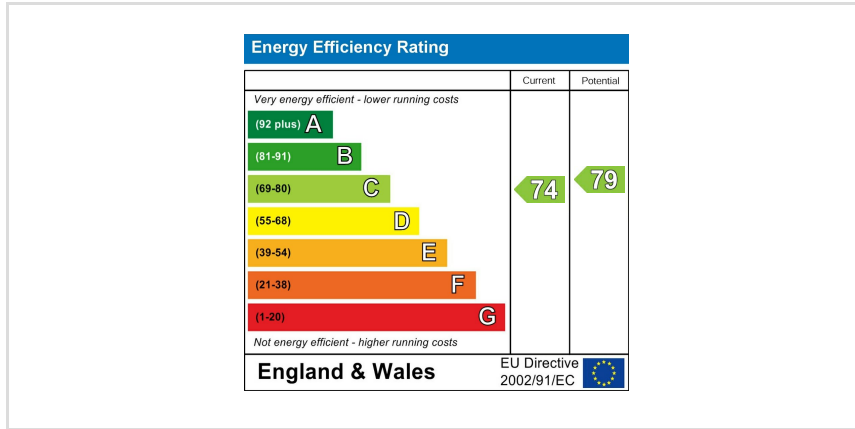 Energy Efficiency Rating
Current Potential
Very energy efficient - lower running costs
(92 plus) A
(81-91) B
(69-80) C
74 79
(55-68) D
(39-54) E
(21-38) F
(1-20) G
Not energy efficient - higher running costs
England & Wales
EU Directive
2002/91/EC